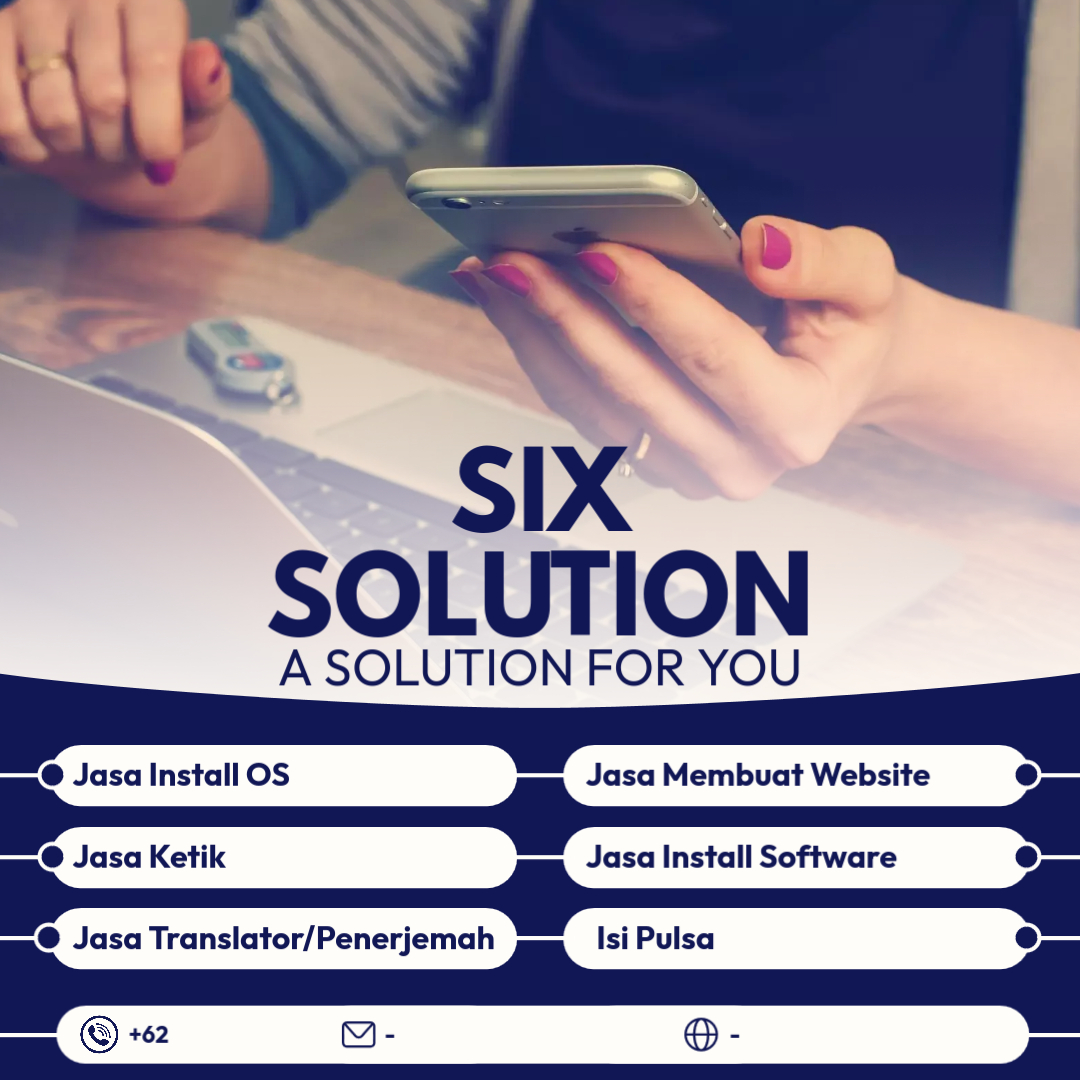 SIX
SOLUTION
A SOLUTION FOR YOU
Jasa Install OS
Jasa Membuat Website
Jasa Ketik
Jasa Install Software
Jasa Translator/Penerjemah
Isi Pulsa
+62
-
-